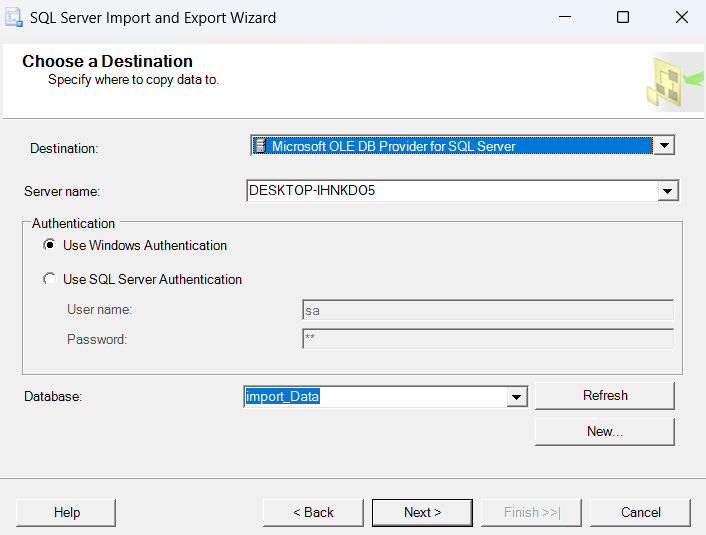 SQL Server Import and Export Wizard
Choose a Destination
Specify where to copy data to.
Destination: Microsoft OLE DB Provider for SQL Server
Server name: DESKTOP-IHNKDO5
Authentication
Use Windows Authentication
Use SQL Server Authentication
User name: sa
Password: **
Database: import_Data Refresh
New...
Help < Back Next > Finish >>| Cancel